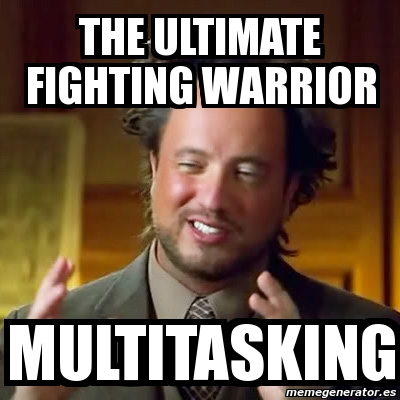 THE ULTIMATE
FIGHTING WARRIOR
MULTITASKING
memegenerator.es